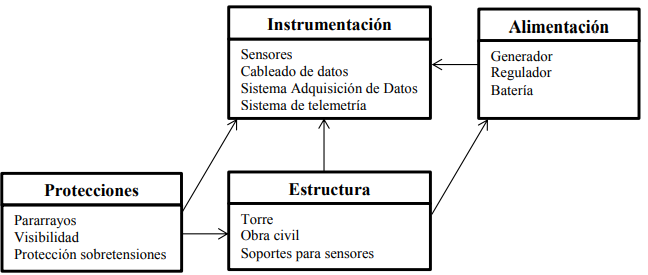 Instrumentación
Sensores
Cableado de datos
Sistema Adquisición de Datos
Sistema de telemetría
Alimentación
Generador
Regulador
Batería
Protecciones
Pararrayos
Visibilidad
Protección sobretensiones
Estructura
Torre
Obra civil
Soportes para sensores